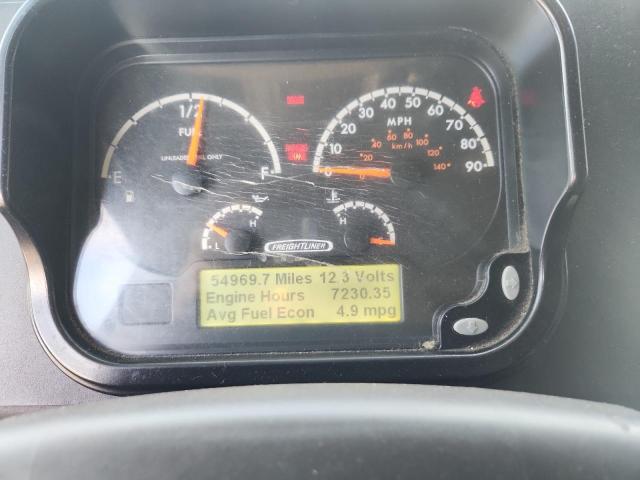 1/2
FUEL
UNLEADED FUEL ONLY
E
F
0 10 20 30 40 50 60 70 80 90
MPH
0 20 40 60 80 100 120 140
km/h
L H
H
FREIGHTLINER
54969.7 Miles 12.3 Volts
Engine Hours 7230.35
Avg Fuel Econ 4.9 mpg